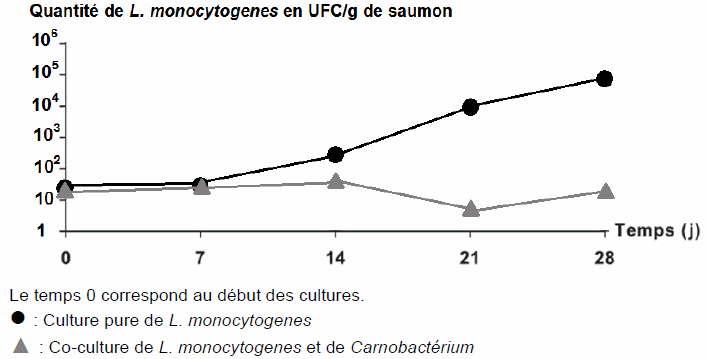 Quantité de L. monocytogenes en UFC/g de saumon
10⁶
10⁵
10⁴
10³
10²
10
1
0 7 14 21 28
Temps (j)
Le temps 0 correspond au début des cultures.
● : Culture pure de L. monocytogenes
▲ : Co-culture de L. monocytogenes et de Carnobactérium